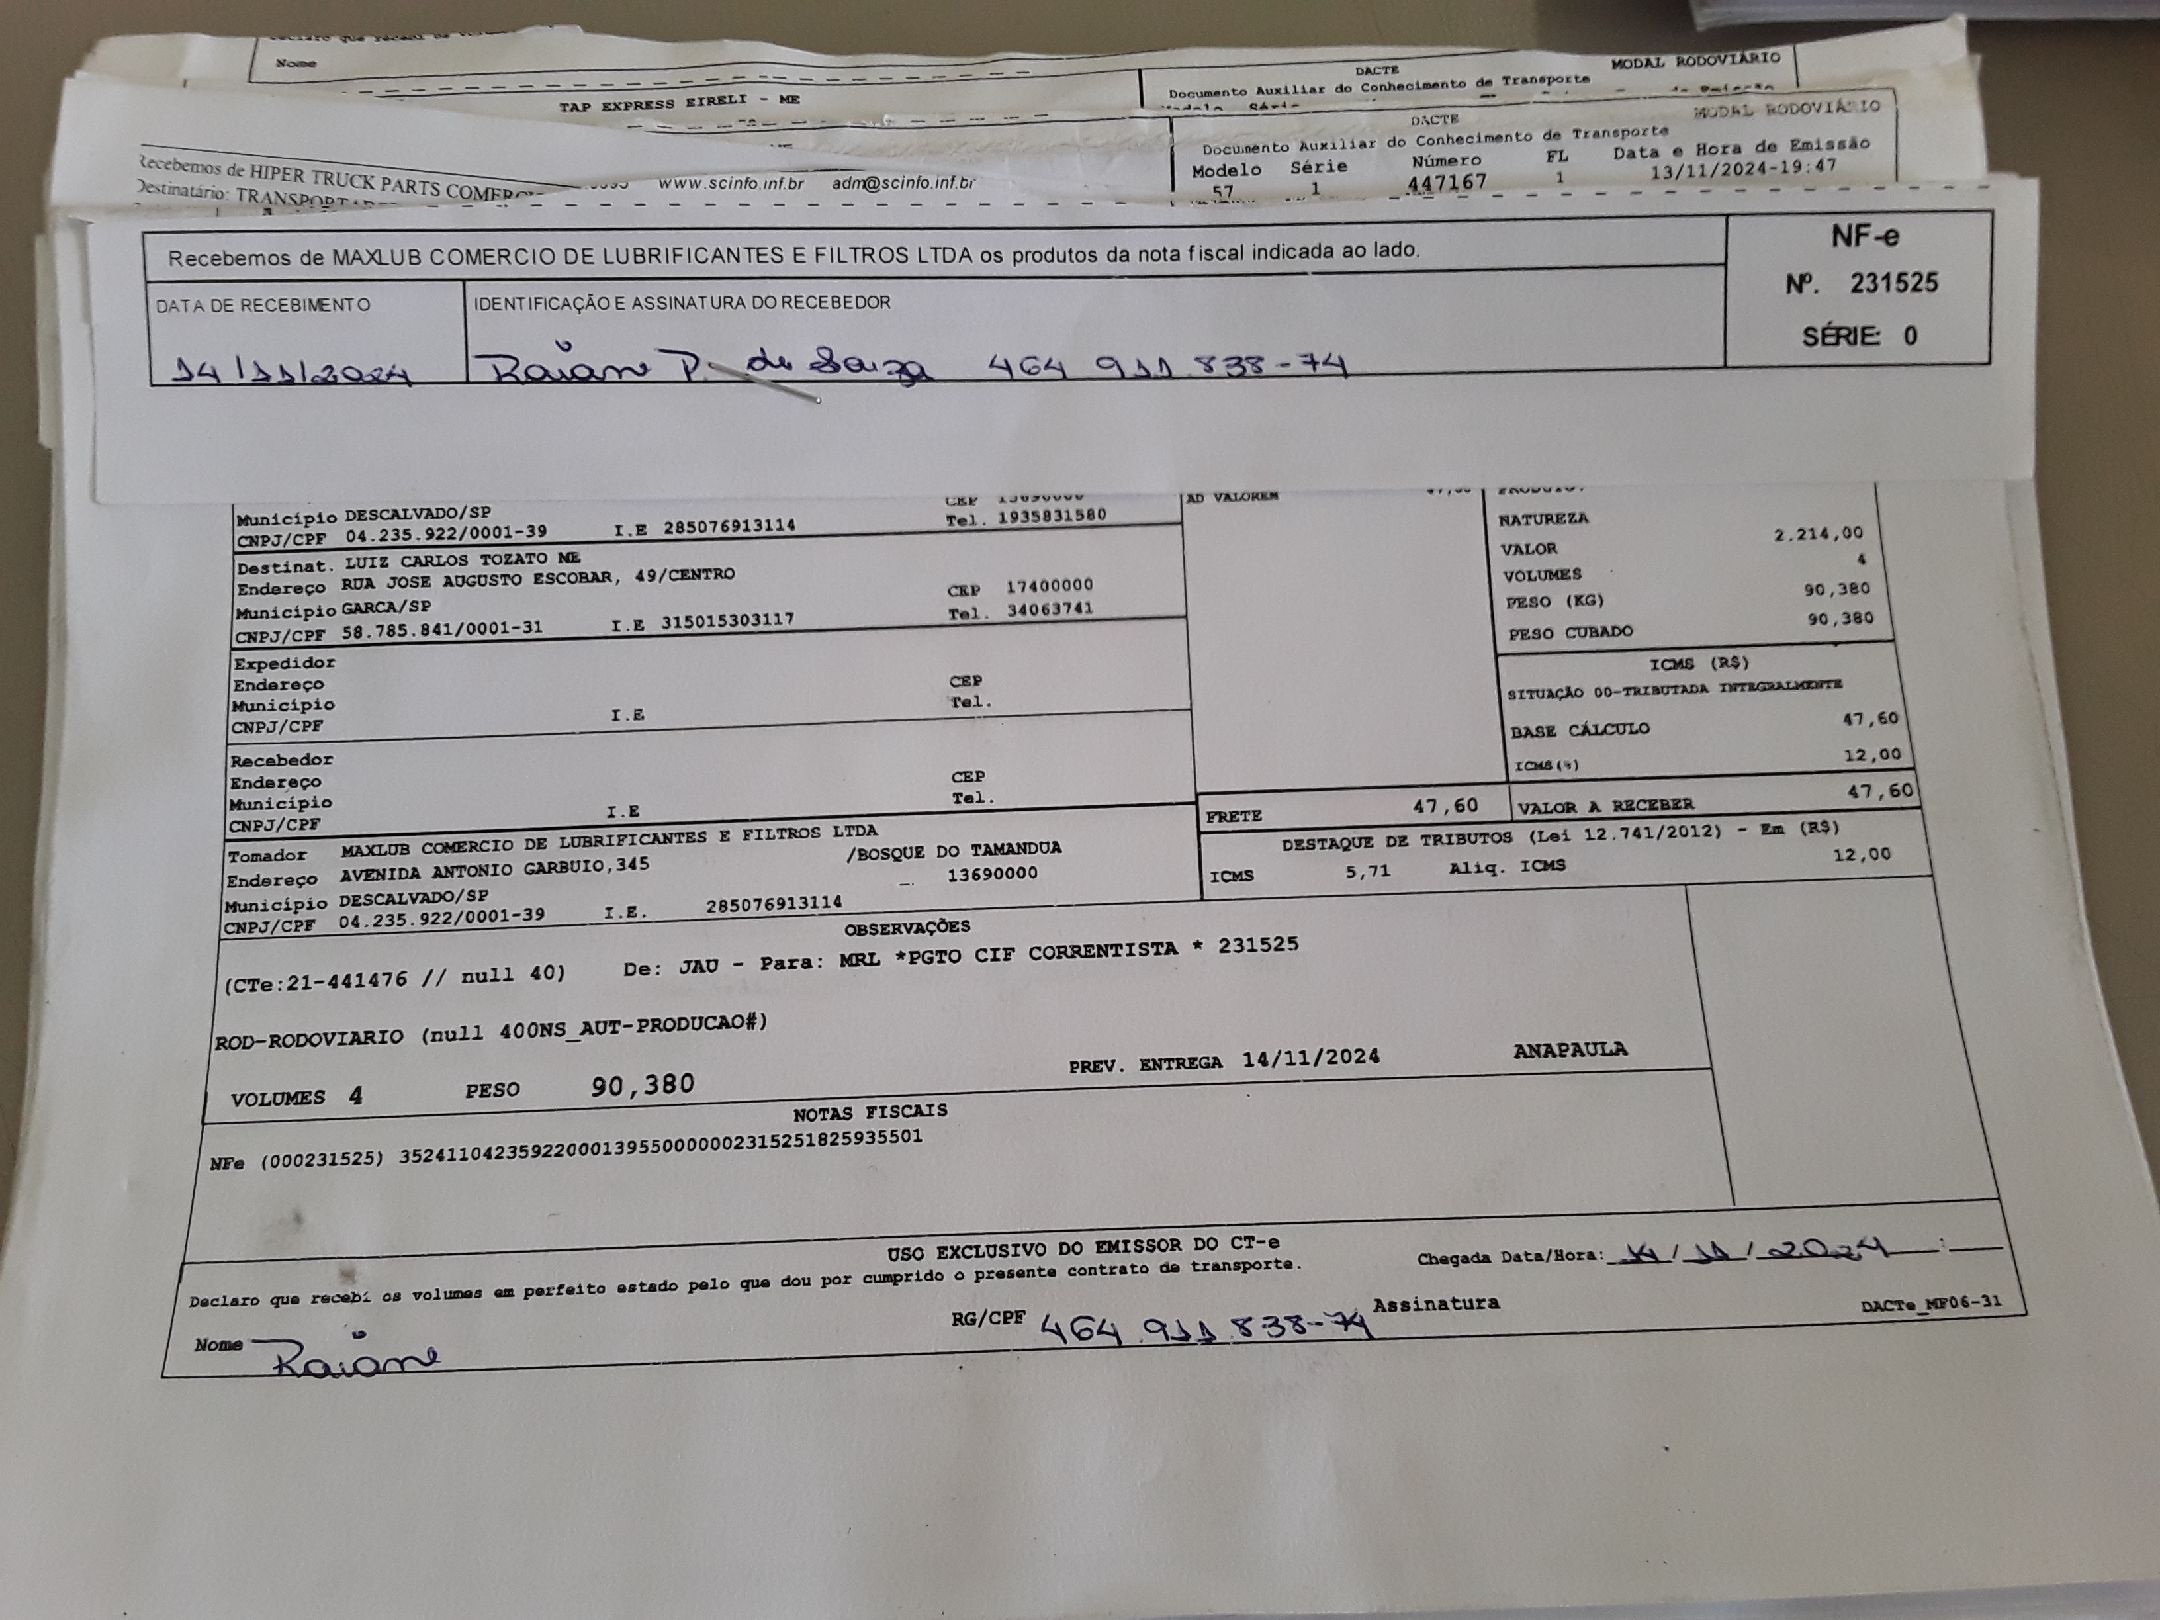 Nome
TAP EXPRESS EIRELI - ME
DACTE
MODAL RODOVIÁRIO
Documento Auxiliar do Conhecimento de Transporte
DACTE
MODAL RODOVIÁRIO
Documento Auxiliar do Conhecimento de Transporte
Modelo Série Número FL Data e Hora de Emissão
57 1 447167 1 13/11/2024-19:47
Recebemos de HIPER TRUCK PARTS
www.scinfo.inf.br adm@scinfo.inf.br
Destinatário:
Recebemos de MAXLUB COMERCIO DE LUBRIFICANTES E FILTROS LTDA os produtos da nota fiscal indicada ao lado.
NF-e
Nº. 231525
SÉRIE: 0
DATA DE RECEBIMENTO
14/11/2024
IDENTIFICAÇÃO E ASSINATURA DO RECEBEDOR
Raiane P. de Souza 464 911 838-74
Município DESCALVADO/SP Tel. 1935831580
CNPJ/CPF 04.235.922/0001-39 I.E 285076913114
Destinat. LUIZ CARLOS TOZATO ME
Endereço RUA JOSE AUGUSTO ESCOBAR, 49/CENTRO CEP 17400000
Município GARCA/SP Tel. 34063741
CNPJ/CPF 58.785.841/0001-31 I.E 315015303117
Expedidor
Endereço CEP
Município Tel.
CNPJ/CPF I.E
Recebedor
Endereço CEP
Município Tel.
CNPJ/CPF I.E
Tomador MAXLUB COMERCIO DE LUBRIFICANTES E FILTROS LTDA
Endereço AVENIDA ANTONIO GARBUIO,345 /BOSQUE DO TAMANDUA
Município DESCALVADO/SP 13690000
CNPJ/CPF 04.235.922/0001-39 I.E. 285076913114
AD VALOREM
NATUREZA
VALOR 2.214,00
VOLUMES 4
PESO (KG) 90,380
PESO CUBADO 90,380
ICMS (R$)
SITUAÇÃO 00-TRIBUTADA INTEGRALMENTE
BASE CÁLCULO 47,60
ICMS(%) 12,00
FRETE 47,60 VALOR A RECEBER 47,60
DESTAQUE DE TRIBUTOS (Lei 12.741/2012) - Em (R$)
ICMS 5,71 Aliq. ICMS 12,00
OBSERVAÇÕES
(CTe:21-441476 // null 40) De: JAU - Para: MRL *PGTO CIF CORRENTISTA * 231525
ROD-RODOVIARIO (null 400NS_AUT-PRODUCAO#)
VOLUMES 4 PESO 90,380 PREV. ENTREGA 14/11/2024 ANAPAULA
NOTAS FISCAIS
NFe (000231525) 35241104235922000139550000002315251825935501
USO EXCLUSIVO DO EMISSOR DO CT-e
Declaro que recebi os volumes em perfeito estado pelo que dou por cumprido o presente contrato de transporte.
Chegada Data/Hora: 14/11/2024 :
Nome Raiane RG/CPF 464 911 838-74 Assinatura
DACTe_MF06-31